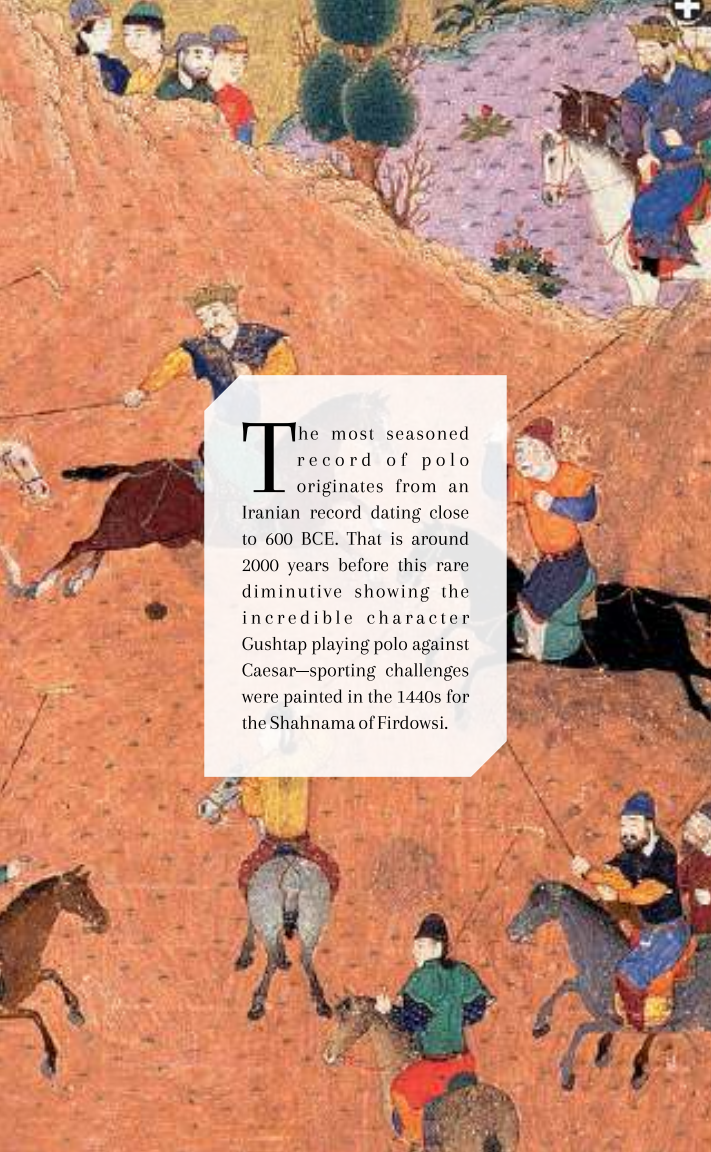 The most seasoned
record of polo
originates from an
Iranian record dating close
to 600 BCE. That is around
2000 years before this rare
diminutive showing the
incredible character
Gushtap playing polo against
Caesar—sporting challenges
were painted in the 1440s for
the Shahnama of Firdowsi.